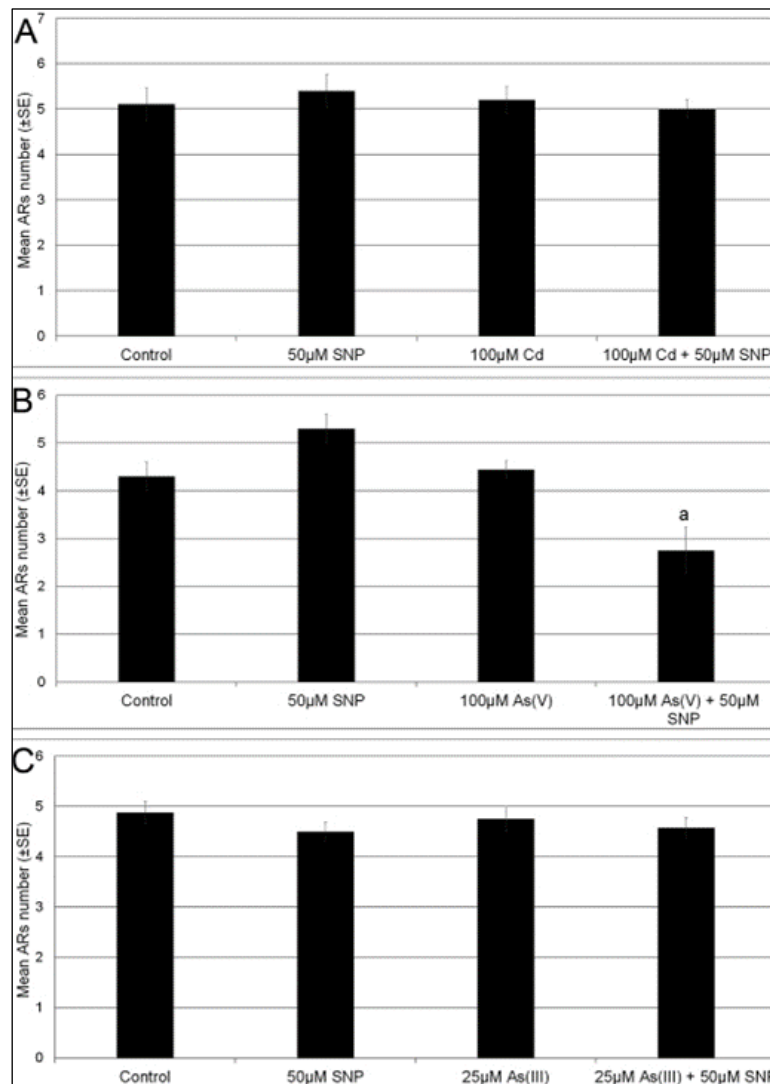 A
Mean ARs number (±SE)
7
6
5
4
3
2
1
0
Control 50µM SNP 100µM Cd 100µM Cd + 50µM SNP
B
Mean ARs number (±SE)
6
5
4
3
2
1
0
a
Control 50µM SNP 100µM As(V) 100µM As(V) + 50µM
SNP
C
Mean ARs number (±SE)
6
5
4
3
2
1
0
Control 50µM SNP 25µM As(III) 25µM As(III) + 50µM SNP